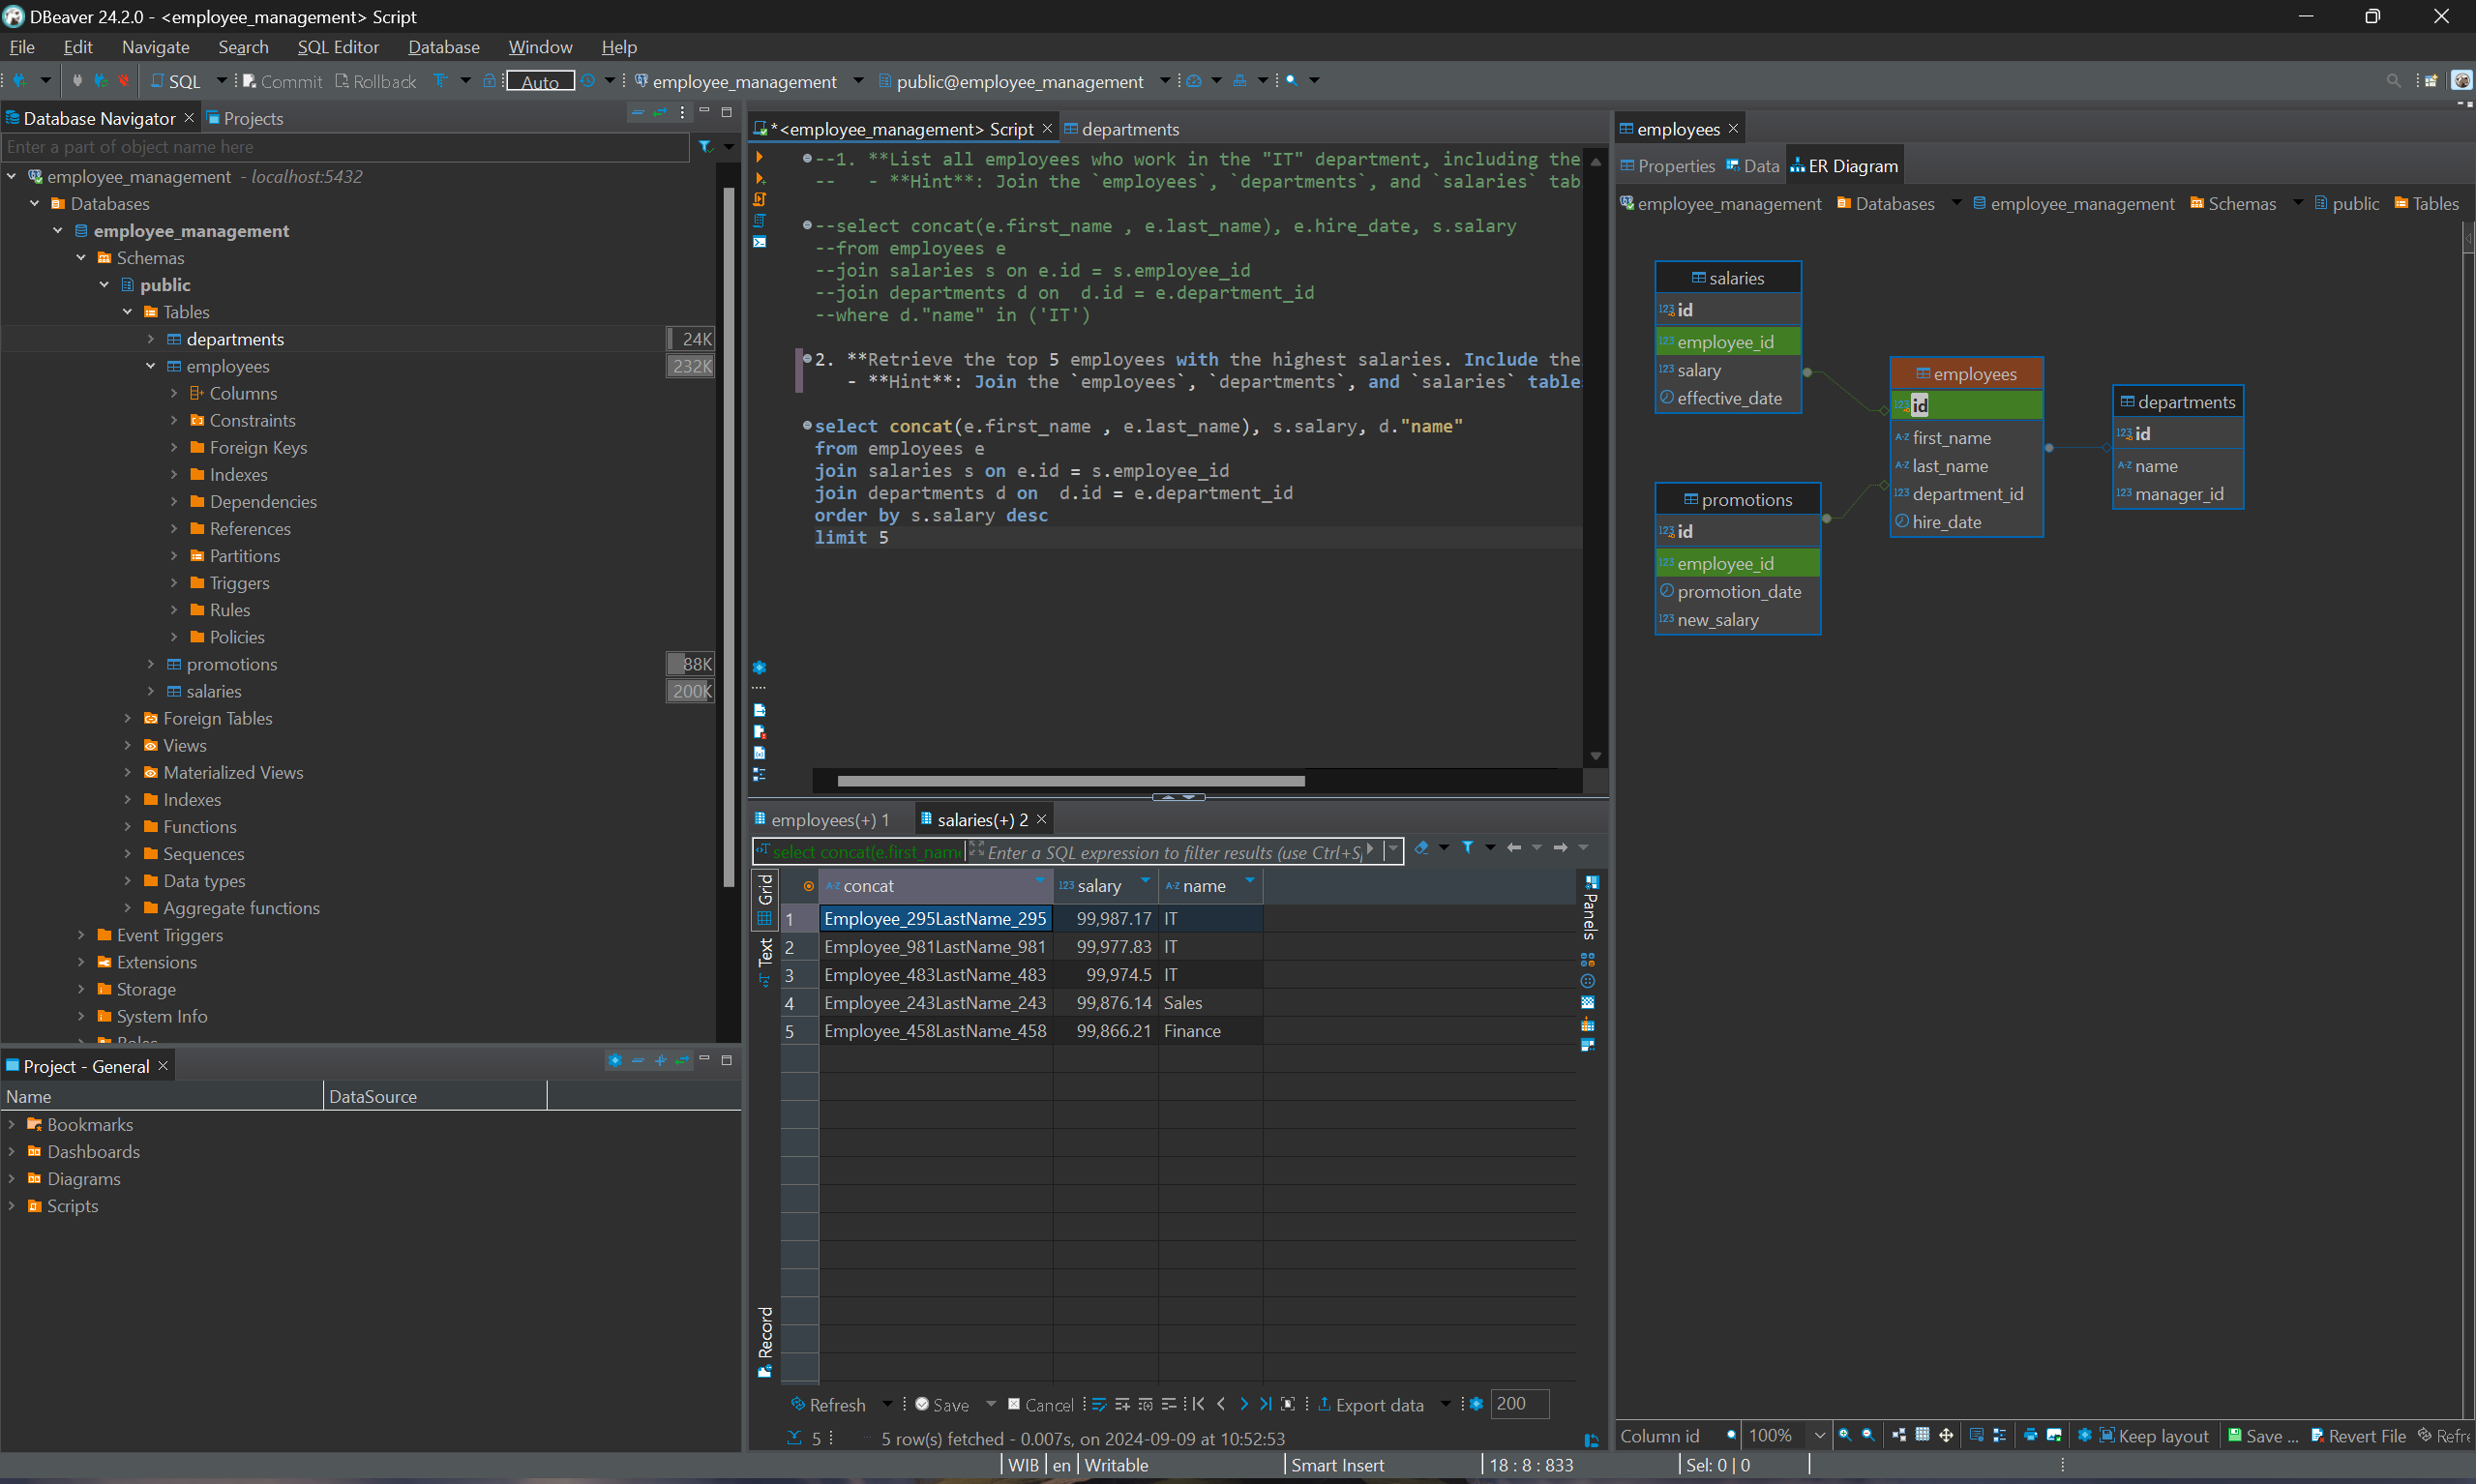 DBeaver 24.2.0 - <employee_management> Script
File Edit Navigate Search SQL Editor Database Window Help
SQL Commit Rollback Auto employee_management public@employee_management
Database Navigator Projects
Enter a part of object name here
employee_management - localhost:5432
Databases
employee_management
Schemas
public
Tables
departments 24K
employees 232K
Columns
Constraints
Foreign Keys
Indexes
Dependencies
References
Partitions
Triggers
Rules
Policies
promotions 88K
salaries 200K
Foreign Tables
Views
Materialized Views
Indexes
Functions
Sequences
Data types
Aggregate functions
Event Triggers
Extensions
Storage
System Info
Project - General
Name DataSource
Bookmarks
Dashboards
Diagrams
Scripts
*<employee_management> Script departments
--1. **List all employees who work in the "IT" department, including the
-- - **Hint**: Join the `employees`, `departments`, and `salaries` tab
--select concat(e.first_name , e.last_name), e.hire_date, s.salary
--from employees e
--join salaries s on e.id = s.employee_id
--join departments d on d.id = e.department_id
--where d."name" in ('IT')
2. **Retrieve the top 5 employees with the highest salaries. Include the
- **Hint**: Join the `employees`, `departments`, and `salaries` table
select concat(e.first_name , e.last_name), s.salary, d."name"
from employees e
join salaries s on e.id = s.employee_id
join departments d on d.id = e.department_id
order by s.salary desc
limit 5
employees(+) 1 salaries(+) 2
select concat(e.first_nam Enter a SQL expression to filter results (use Ctrl+S
Grid
Text
Record
concat salary name
1 Employee_295LastName_295 99,987.17 IT
2 Employee_981LastName_981 99,977.83 IT
3 Employee_483LastName_483 99,974.5 IT
4 Employee_243LastName_243 99,876.14 Sales
5 Employee_458LastName_458 99,866.21 Finance
Panels
Refresh Save Cancel Export data 200
5 5 row(s) fetched - 0.007s, on 2024-09-09 at 10:52:53
employees
Properties Data ER Diagram
employee_management Databases employee_management Schemas public Tables
salaries
id
employee_id
salary
effective_date
employees
id
first_name
last_name
department_id
hire_date
departments
id
name
manager_id
promotions
id
employee_id
promotion_date
new_salary
Column id 100% Keep layout Save ... Revert File Refre
WIB en Writable Smart Insert 18 : 8 : 833 Sel: 0 | 0